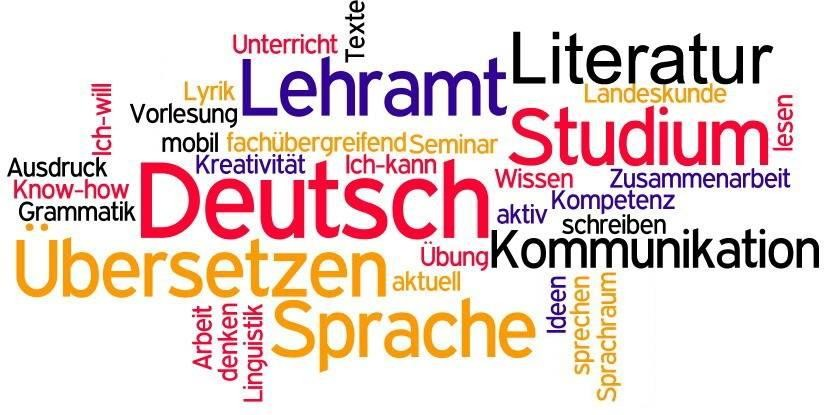 Texte
Unterricht
Literatur
Lehramt
Lyrik
Landeskunde
Ich-will
Vorlesung
lesen
mobil
fachübergreifend
Seminar
Studium
Ausdruck
Kreativität
Ich-kann
Deutsch
Wissen
Zusammenarbeit
Know-how
Kompetenz
Grammatik
aktiv
schreiben
Übersetzen
Übung
Kommunikation
aktuell
Ideen
sprechen
Sprachraum
Arbeit
denken
Linguistik
Sprache